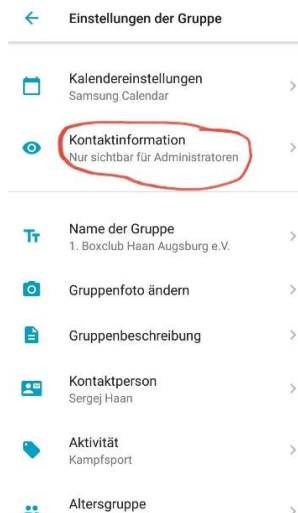 Einstellungen der Gruppe
Kalendereinstellungen
Samsung Calendar
Kontaktinformation
Nur sichtbar für Administratoren
Name der Gruppe
1. Boxclub Haan Augsburg e.V.
Gruppenfoto ändern
Gruppenbeschreibung
Kontaktperson
Sergej Haan
Aktivität
Kampfsport
Altersgruppe